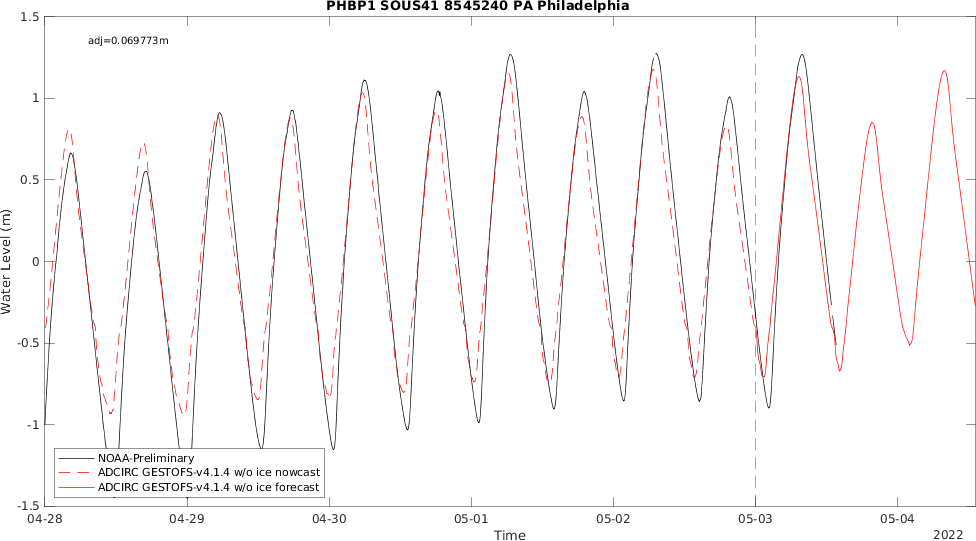 PHBP1 SOUS41 8545240 PA Philadelphia
adj=0.069773m
1.5
1
0.5
0
-0.5
-1
-1.5
Water Level (m)
NOAA-Preliminary
ADCIRC GESTOFS-v4.1.4 w/o ice nowcast
ADCIRC GESTOFS-v4.1.4 w/o ice forecast
04-28 04-29 04-30 05-01 05-02 05-03 05-04
Time
2022